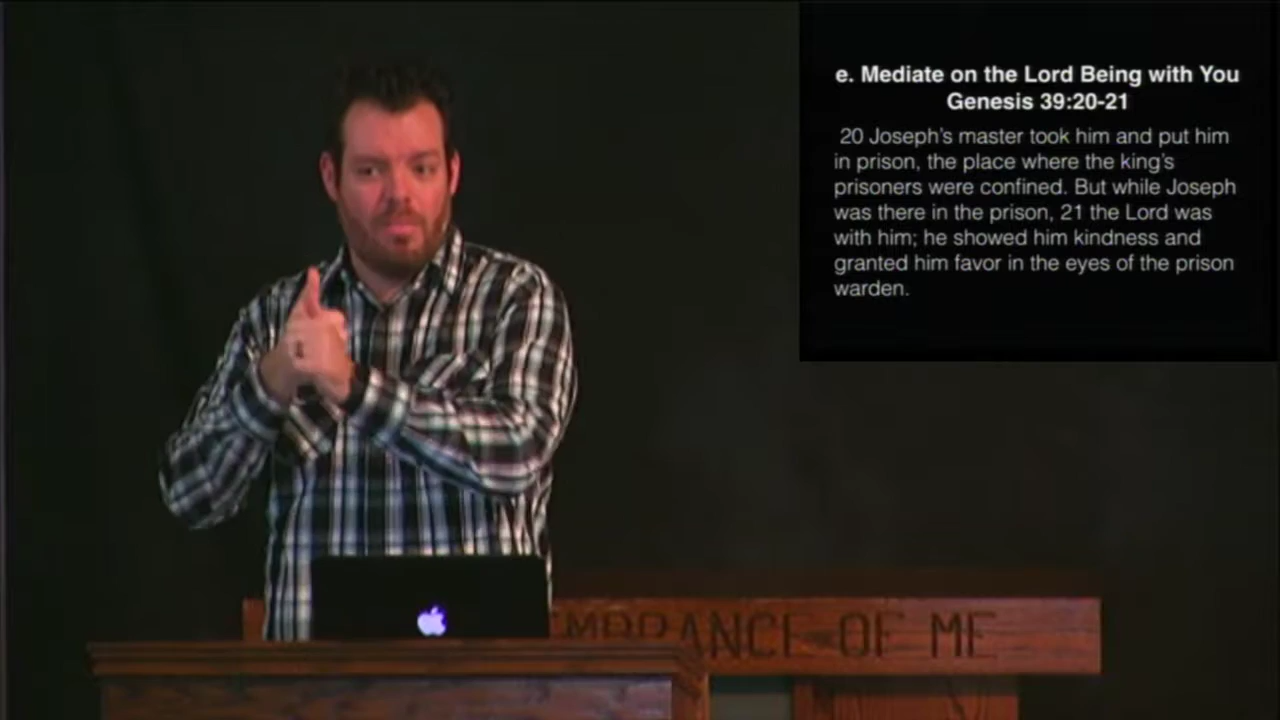 e. Mediate on the Lord Being with You
Genesis 39:20-21
20 Joseph's master took him and put him
in prison, the place where the king's
prisoners were confined. But while Joseph
was there in the prison, 21 the Lord was
with him; he showed him kindness and
granted him favor in the eyes of the prison
warden.
EMBRANCE OF ME